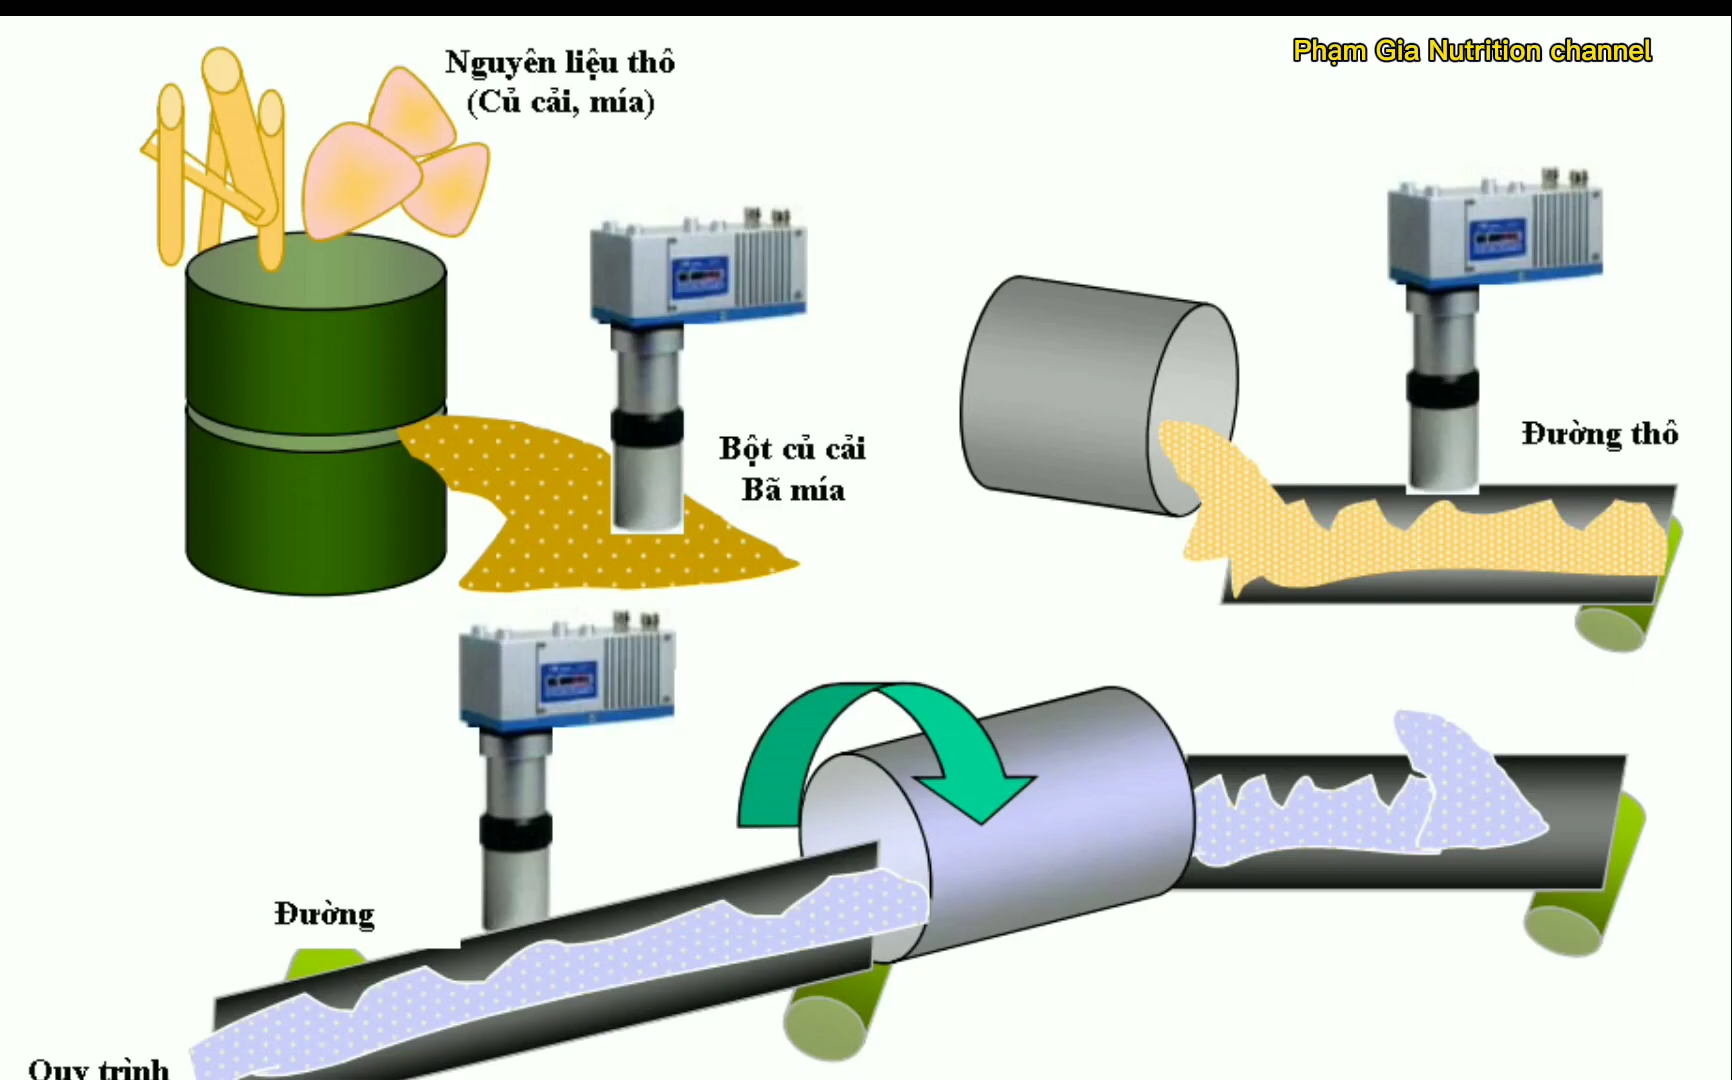 Phạm Gia Nutrition channel
Nguyên liệu thô
(Củ cải, mía)
Bột củ cải
Bã mía
Đường thô
Đường
Quy trình